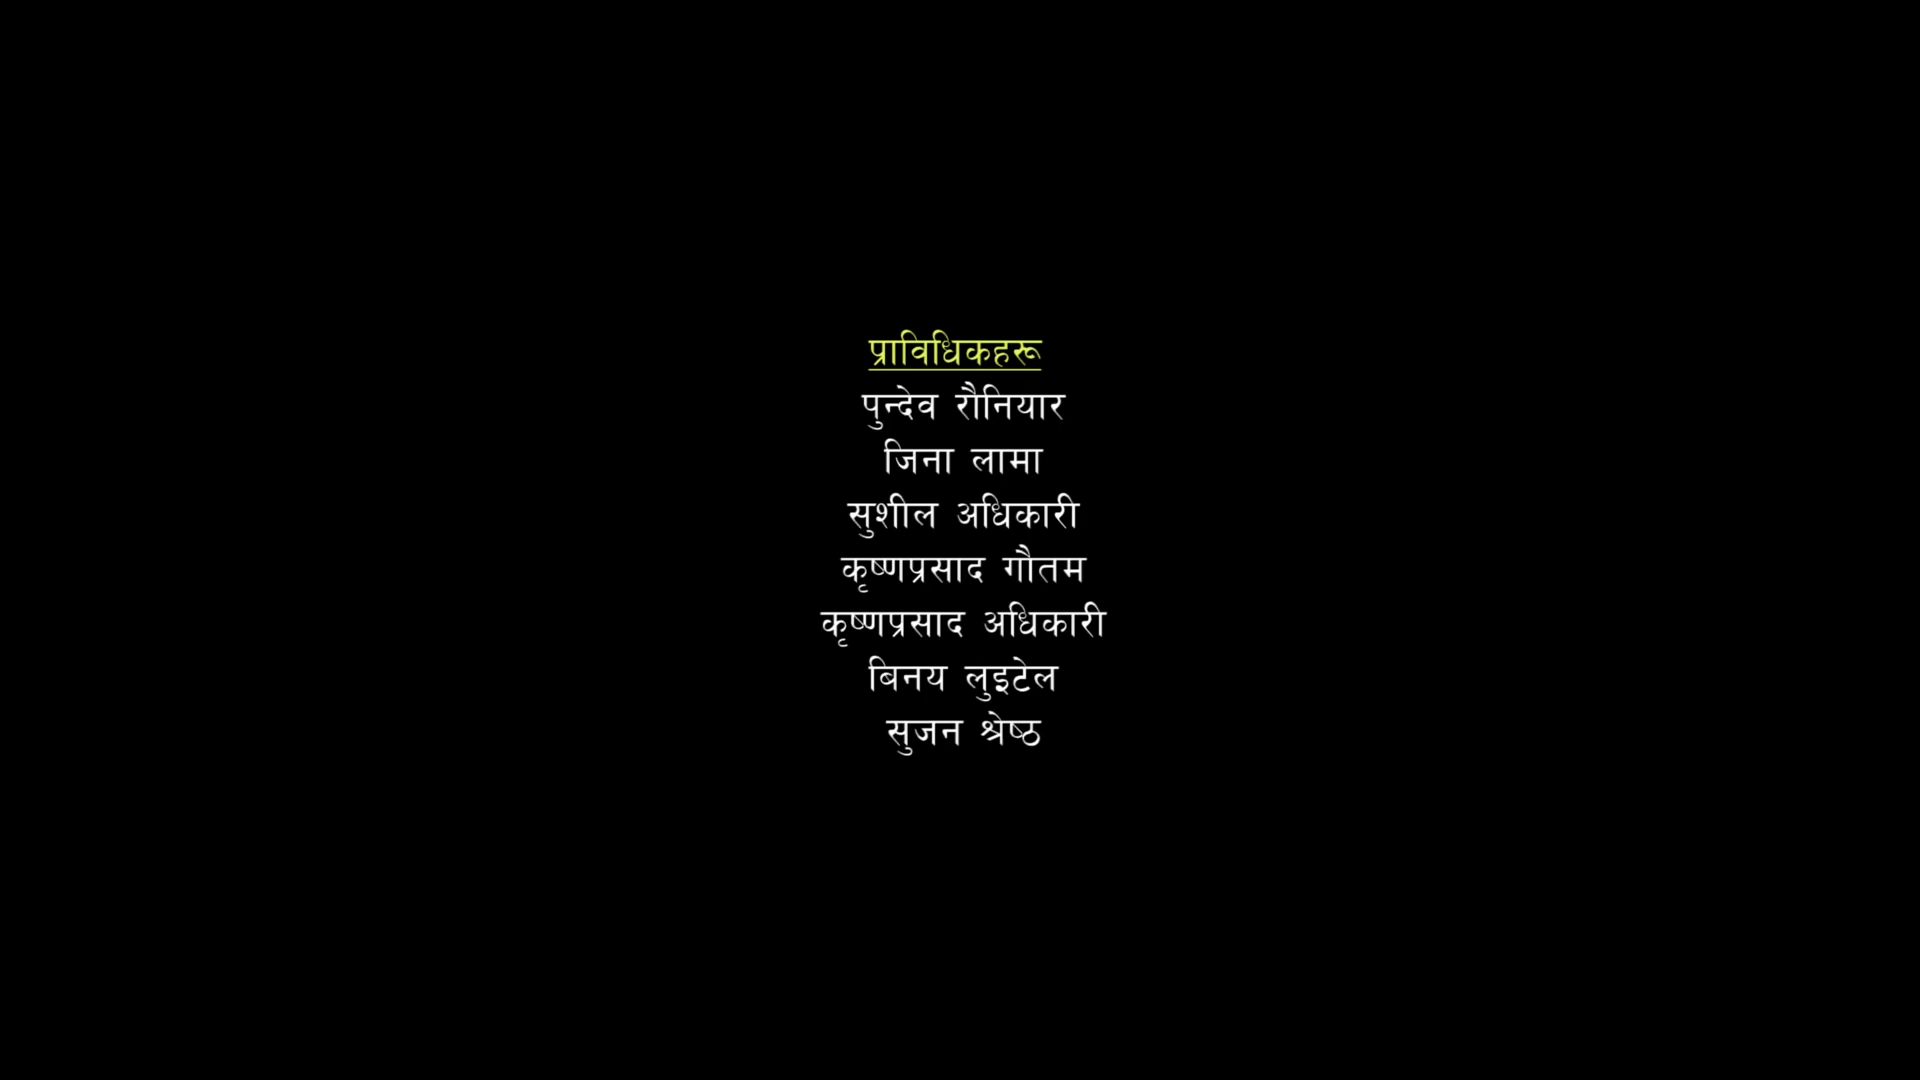 प्राविधिकहरू
पुन्देव रौनियार
जिना लामा
सुशील अधिकारी
कृष्णप्रसाद गौतम
कृष्णप्रसाद अधिकारी
बिनय लुइटेल
सुजन श्रेष्ठ